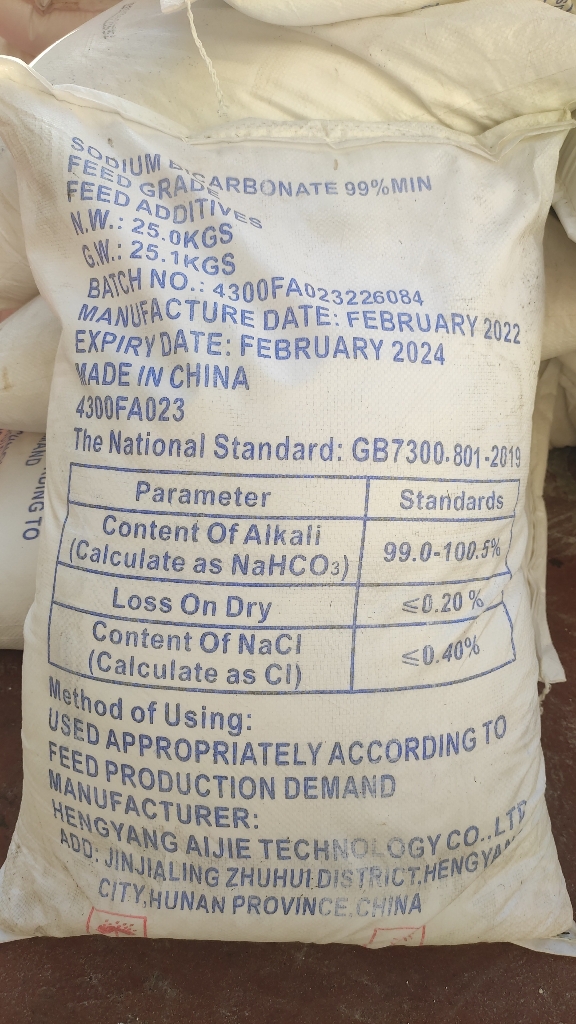 SODIUM BICARBONATE 99%MIN
FEED GRADE
FEED ADDITIVES
N.W.: 25.0KGS
G.W.: 25.1KGS
BATCH NO.: 4300FA023226084
MANUFACTURE DATE: FEBRUARY 2022
EXPIRY DATE: FEBRUARY 2024
MADE IN CHINA
4300FA023
The National Standard: GB7300.801-2019
Parameter Standards
Content Of Alkali
(Calculate as NaHCO₃) 99.0-100.5%
Loss On Dry ≤0.20%
Content Of NaCl
(Calculate as Cl) ≤0.40%
Method of Using:
USED APPROPRIATELY ACCORDING TO
FEED PRODUCTION DEMAND
MANUFACTURER:
HENGYANG AIJIE TECHNOLOGY CO.,LTD
ADD: JINJIALING ZHUHUI DISTRICT,HENGYANG
CITY,HUNAN PROVINCE,CHINA